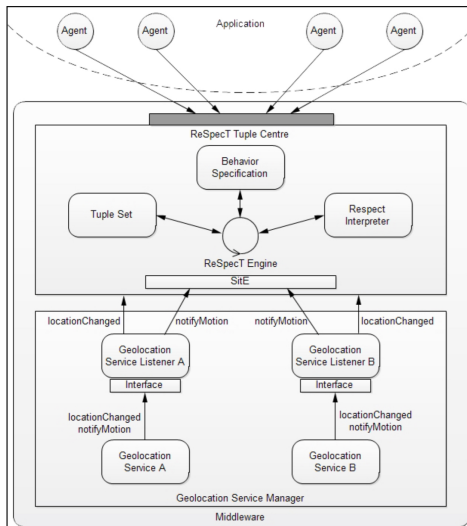 Application
Agent
Agent
Agent
Agent
ReSpecT Tuple Centre
Behavior
Specification
Tuple Set
Respect
Interpreter
ReSpecT Engine
SitE
locationChanged
notifyMotion
notifyMotion
locationChanged
Geolocation
Service Listener A
Geolocation
Service Listener B
Interface
Interface
locationChanged
notifyMotion
locationChanged
notifyMotion
Geolocation
Service A
Geolocation
Service B
Geolocation Service Manager
Middleware